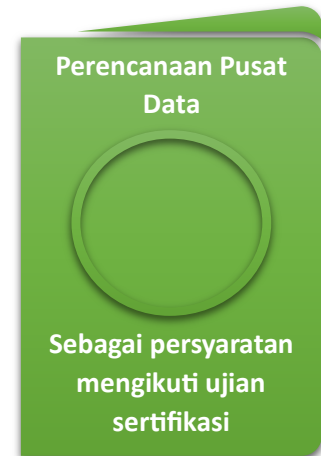 Perencanaan Pusat
Data
Sebagai persyaratan
mengikuti ujian
sertifikasi